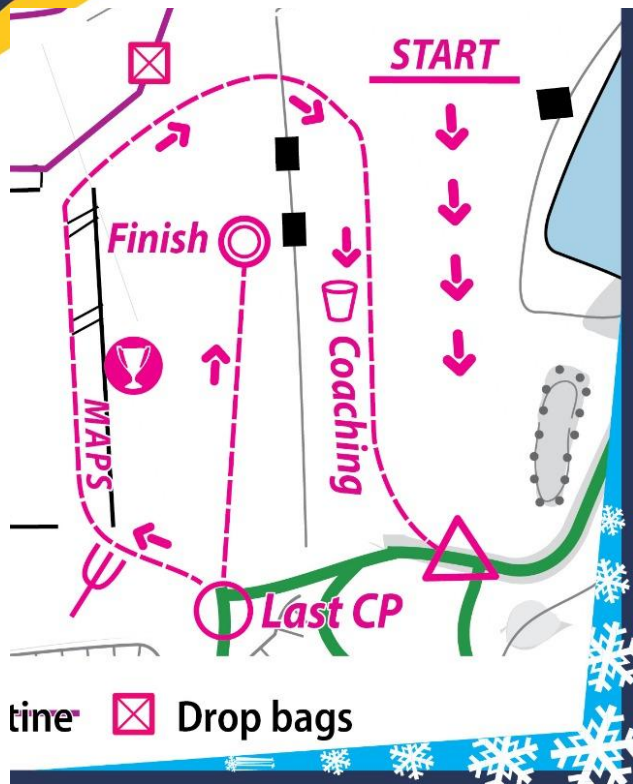 START
Finish
Coaching
MAPS
Last CP
tine
Drop bags